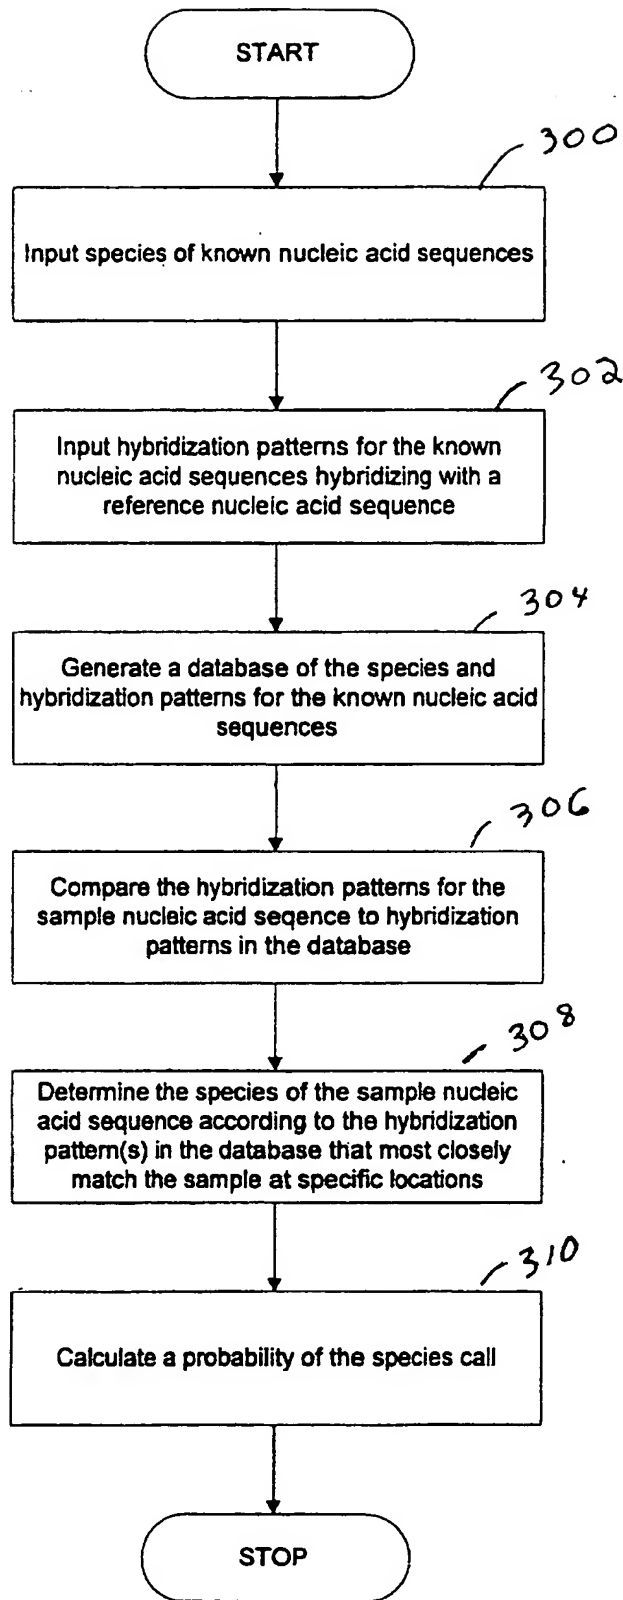 START
300
Input species of known nucleic acid sequences
302
Input hybridization patterns for the known
nucleic acid sequences hybridizing with a
reference nucleic acid sequence
304
Generate a database of the species and
hybridization patterns for the known nucleic acid
sequences
306
Compare the hybridization patterns for the
sample nucleic acid seqence to hybridization
patterns in the database
308
Determine the species of the sample nucleic
acid sequence according to the hybridization
pattern(s) in the database that most closely
match the sample at specific locations
310
Calculate a probability of the species call
STOP